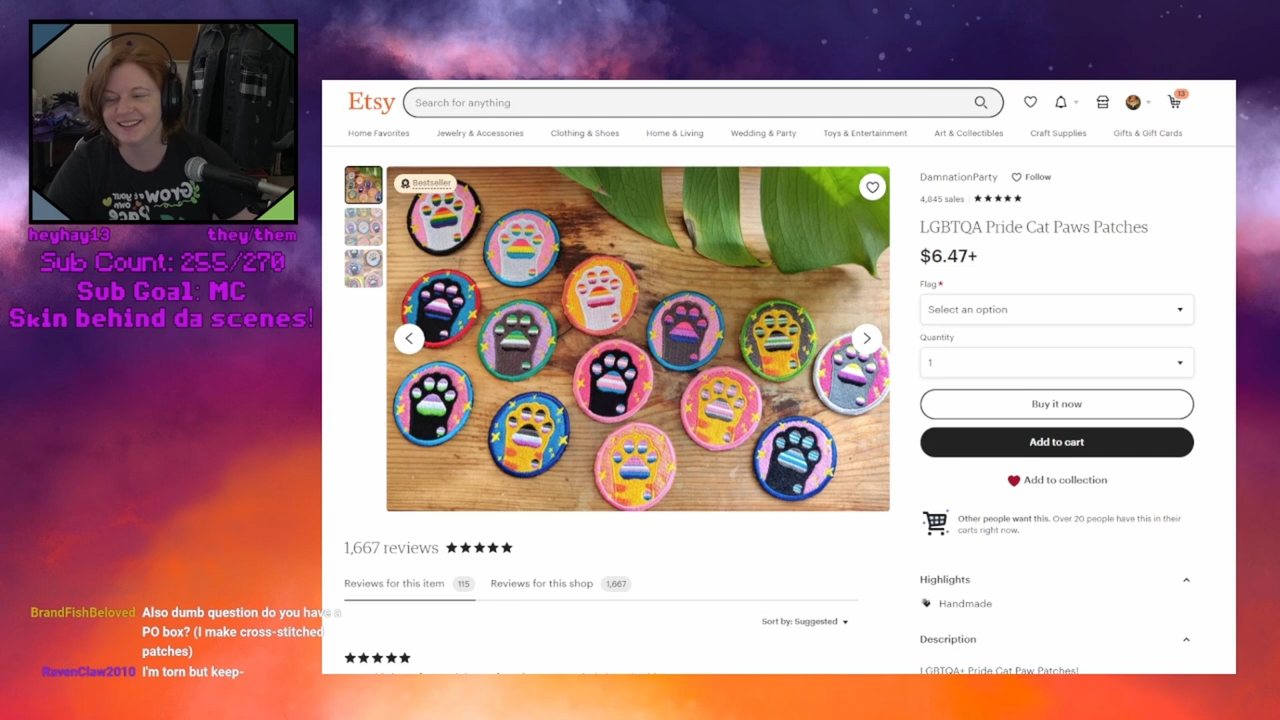 heyhay13
they/them
Sub Count: 255/270
Sub Goal: MC
Skin behind da scenes!
BrandFishBeloved Also dumb question do you have a
PO box? (I make cross-stitched
patches)
RavenClaw2010 I'm torn but keep-
Etsy
Search for anything
13
Home Favorites
Jewelry & Accessories
Clothing & Shoes
Home & Living
Wedding & Party
Toys & Entertainment
Art & Collectibles
Craft Supplies
Gifts & Gift Cards
Bestseller
DamnationParty
Follow
4,845 sales
LGBTQA Pride Cat Paws Patches
$6.47+
Flag*
Select an option
Quantity
1
Buy it now
Add to cart
Add to collection
Other people want this. Over 20 people have this in their
carts right now.
1,667 reviews
Reviews for this item 115
Reviews for this shop 1,667
Sort by: Suggested
Highlights
Handmade
Description
LGBTQA+ Pride Cat Paw Patches!
Grow
at your
own
Pace